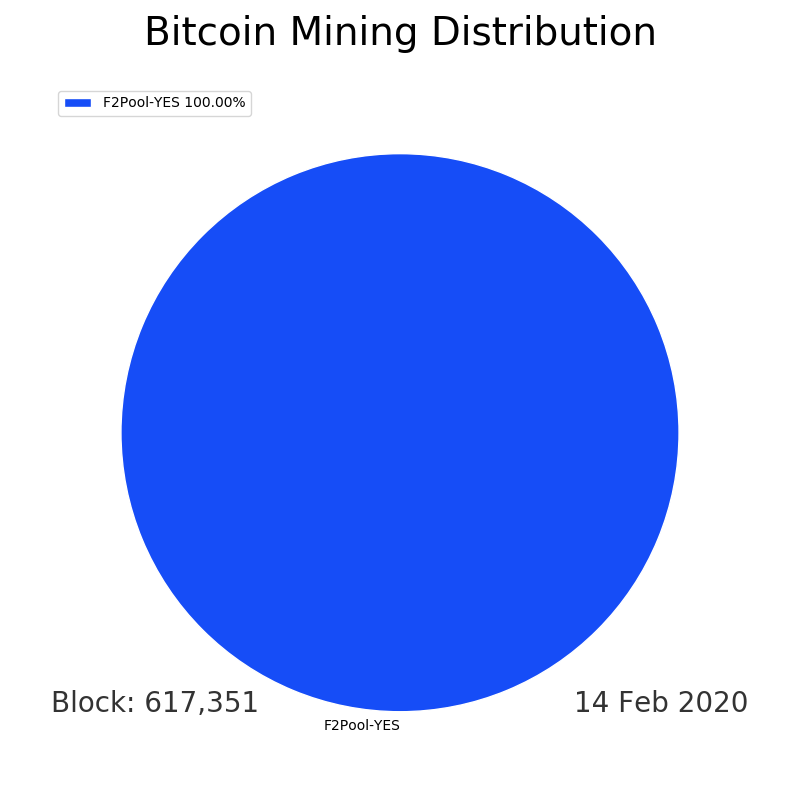 Bitcoin Mining Distribution
F2Pool-YES 100.00%
Block: 617,351
14 Feb 2020
F2Pool-YES